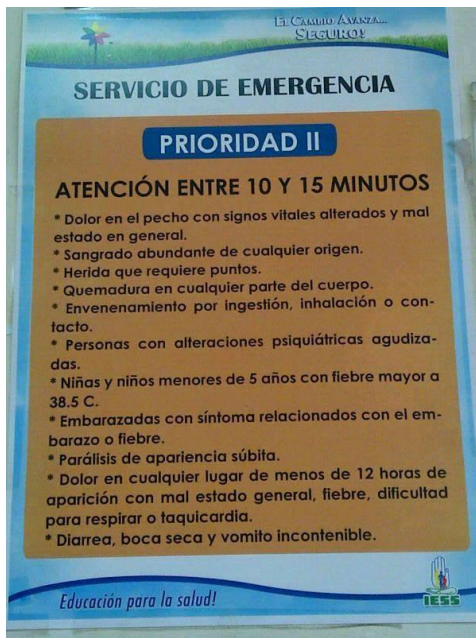 EL CAMBIO AVANZA...
SEGURO!
SERVICIO DE EMERGENCIA
PRIORIDAD II
ATENCIÓN ENTRE 10 Y 15 MINUTOS
* Dolor en el pecho con signos vitales alterados y mal
estado en general.
* Sangrado abundante de cualquier origen.
* Herida que requiere puntos.
* Quemadura en cualquier parte del cuerpo.
* Envenenamiento por ingestión, inhalación o con-
tacto.
* Personas con alteraciones psiquiátricas agudiza-
das.
* Niñas y niños menores de 5 años con fiebre mayor a
38.5 C.
* Embarazadas con síntoma relacionados con el em-
barazo o fiebre.
* Parálisis de apariencia súbita.
* Dolor en cualquier lugar de menos de 12 horas de
aparición con mal estado general, fiebre, dificultad
para respirar o taquicardia.
* Diarrea, boca seca y vomito incontenible.
Educación para la salud!
IESS